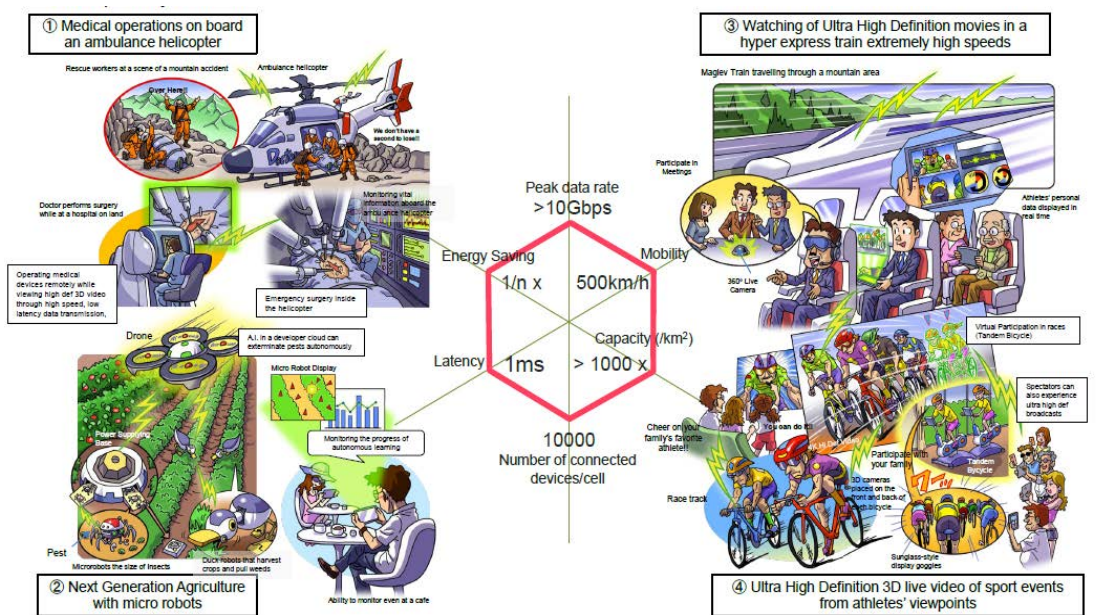 ① Medical operations on board
an ambulance helicopter
Rescue workers at a scene of a mountain accident
Ambulance helicopter
Over Here!!
We don't have a
second to lose!!
Doctor performs surgery
while at a hospital on land
Monitoring vital
information aboard the
ambulance helicopter
Operating medical
devices remotely while
viewing high def 3D video
through high speed, low
latency data transmission,
Emergency surgery inside
the helicopter
Drone
A.I. in a developer cloud can
exterminate pests autonomously
Micro Robot Display
Power Supplying
Base
Monitoring the progress of
autonomous learning
Pest
Microrobots the size of Insects
Duck robots that harvest
crops and pull weeds
Ability to monitor even at a cafe
② Next Generation Agriculture
with micro robots
Peak data rate
>10Gbps
Energy Saving
1/n x
Mobility
500km/h
Latency
1ms
Capacity (/km²)
> 1000 x
10000
Number of connected
devices/cell
③ Watching of Ultra High Definition movies in a
hyper express train extremely high speeds
Maglev Train travelling through a mountain area
Participate in
Meetings
Athletes' personal
data displayed in
real time
360° Live
Camera
Virtual Participation in races
(Tandem Bicycle)
Spectators can
also experience
ultra high def
broadcasts
You can do it!!
Cheer on your
family's favorite
athlete!!
K Hi Def Video
Participate with
your family
Tandem
Bycycle
Race track
3D cameras
placed on the
front and back of
each bicycle
ワーッ
Sunglass-style
display goggles
④ Ultra High Definition 3D live video of sport events
from athletes' viewpoints